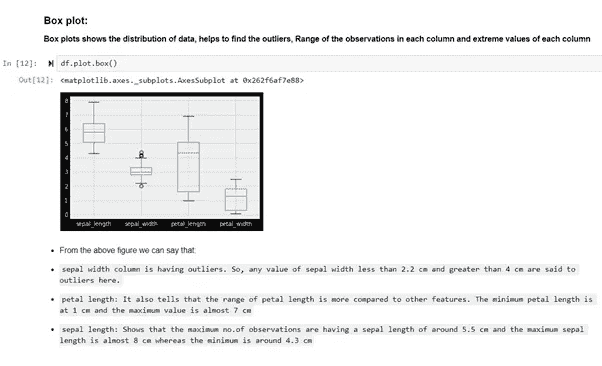 Box plot:
Box plots shows the distribution of data, helps to find the outliers, Range of the observations in each column and extreme values of each column
In [12]: df.plot.box()
Out[12]: <matplotlib.axes._subplots.AxesSubplot at 0x262f6af7e88>
8
7
6
5
4
3
2
1
0
sepal_length sepal_width petal_length petal_width
• From the above figure we can say that:
• sepal width column is having outliers. So, any value of sepal width less than 2.2 cm and greater than 4 cm are said to
outliers here.
• petal length: It also tells that the range of petal length is more compared to other features. The minimum petal length is
at 1 cm and the maximum value is almost 7 cm
• sepal length: Shows that the maximum no.of observations are having a sepal length of around 5.5 cm and the maximum sepal
length is almost 8 cm whereas the minimum is around 4.3 cm